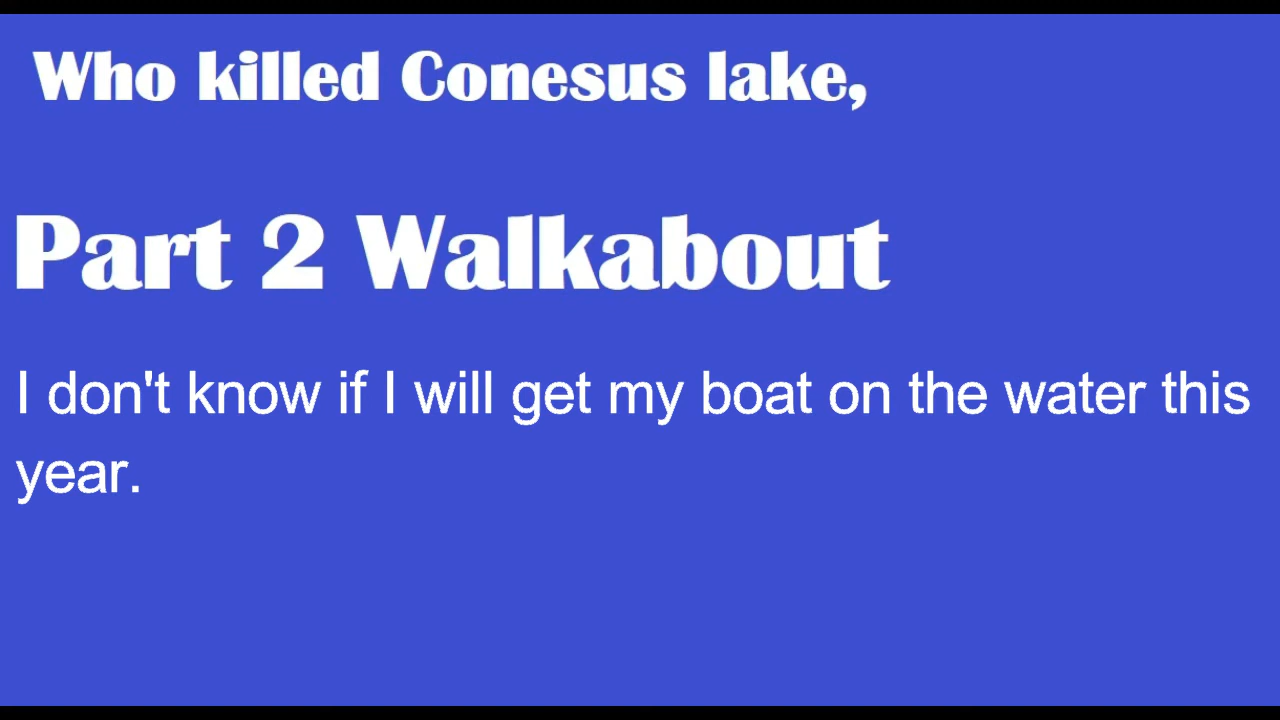 Who killed Conesus lake,
Part 2 Walkabout
I don't know if I will get my boat on the water this
year.